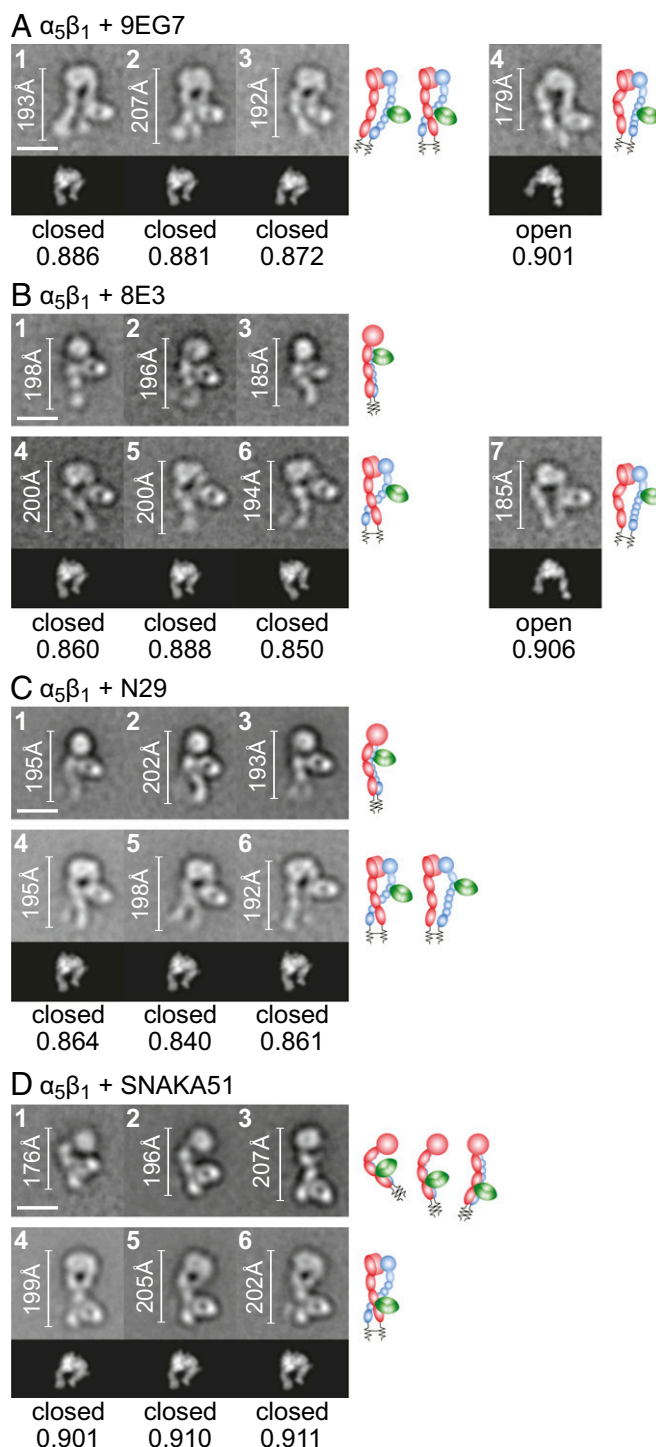 A α₅β₁ + 9EG7
1 2 3 4
193Å 207Å 192Å 179Å
closed closed closed open
0.886 0.881 0.872 0.901
B α₅β₁ + 8E3
1 2 3
198Å 196Å 185Å
4 5 6 7
200Å 200Å 194Å 185Å
closed closed closed open
0.860 0.888 0.850 0.906
C α₅β₁ + N29
1 2 3
195Å 202Å 193Å
4 5 6
195Å 198Å 192Å
closed closed closed
0.864 0.840 0.861
D α₅β₁ + SNAKA51
1 2 3
176Å 196Å 207Å
4 5 6
199Å 205Å 202Å
closed closed closed
0.901 0.910 0.911